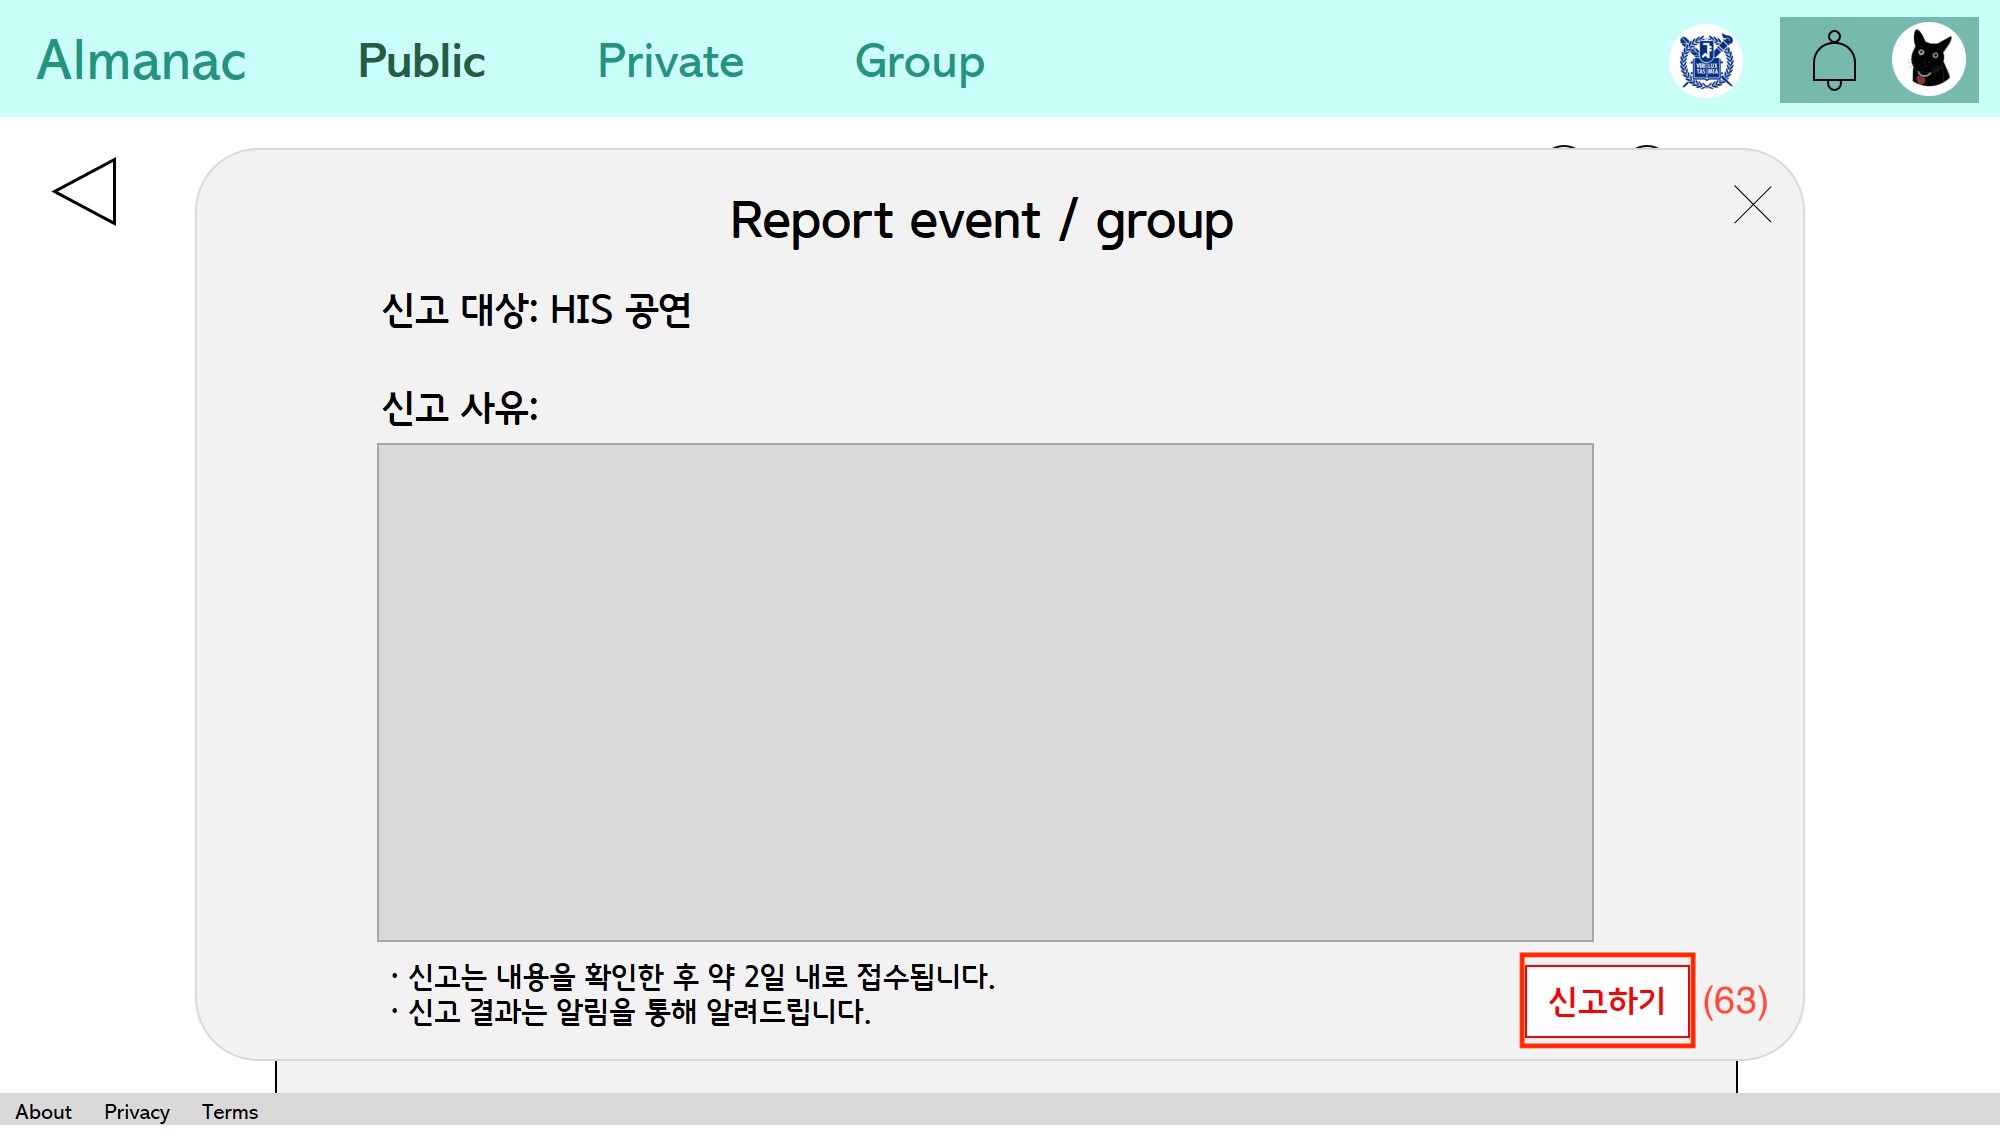 Almanac Public Private Group
Report event / group
신고 대상: HIS 공연
신고 사유:
· 신고는 내용을 확인한 후 약 2일 내로 접수됩니다.
· 신고 결과는 알림을 통해 알려드립니다.
신고하기 (63)
About Privacy Terms